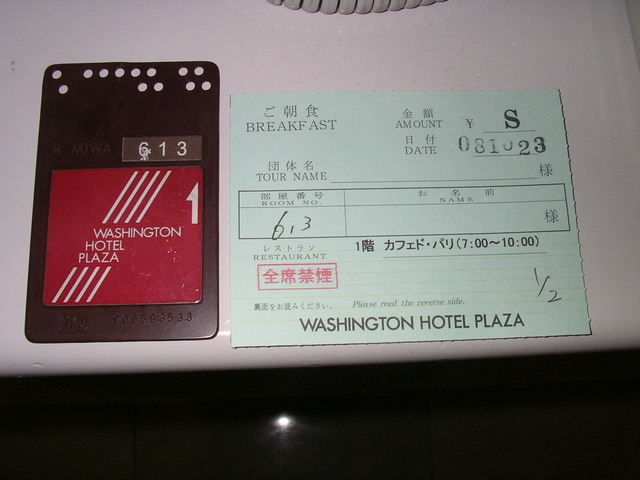 MIWA 613
WASHINGTON
HOTEL
PLAZA
1
ご朝食
BREAKFAST
金額
AMOUNT ¥ S
日付
DATE 081023
団体名
TOUR NAME 様
部屋番号
ROOM NO.
お名前
NAME
613 様
レストラン
RESTAURANT
1階 カフェド・パリ(7:00〜10:00)
全席禁煙
1/2
裏面をお読みください。 Please read the reverse side.
WASHINGTON HOTEL PLAZA